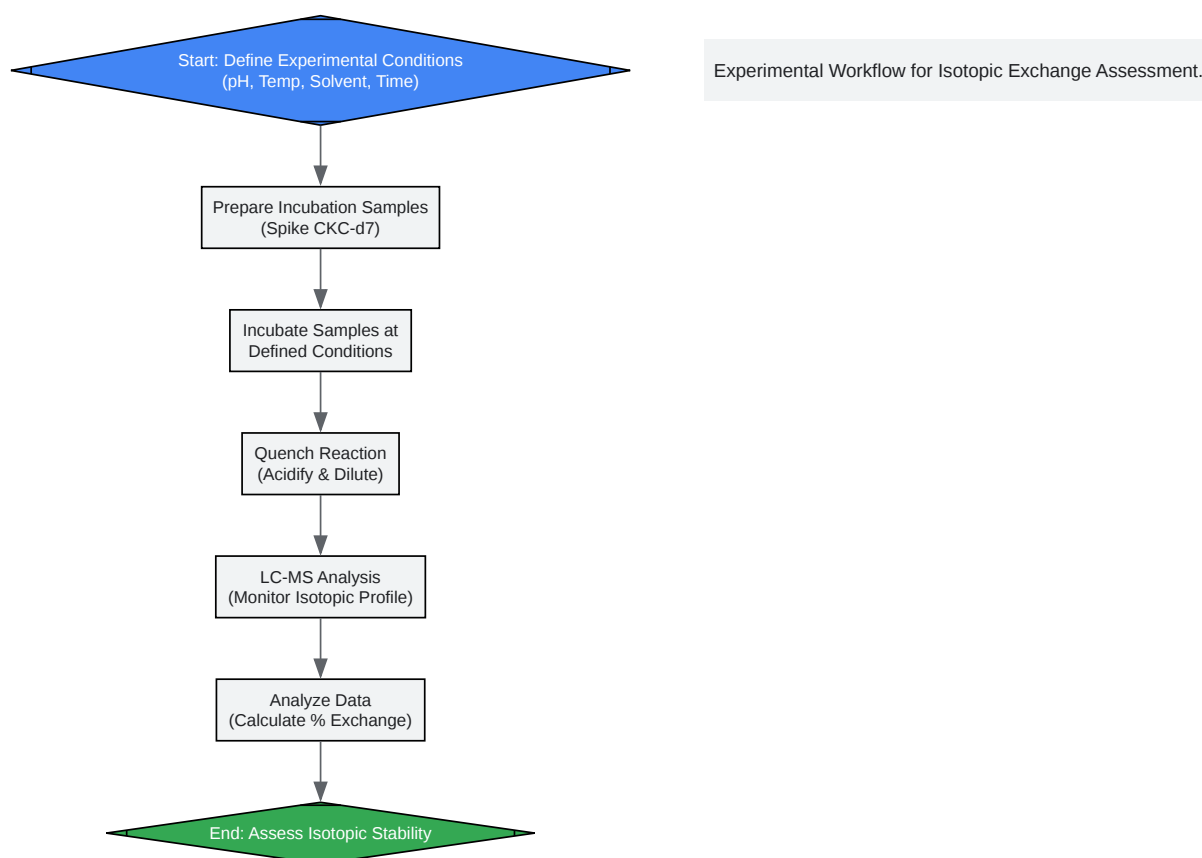 Start: Define Experimental Conditions
(pH, Temp, Solvent, Time)
Experimental Workflow for Isotopic Exchange Assessment.
Prepare Incubation Samples
(Spike CKC-d7)
Incubate Samples at
Defined Conditions
Quench Reaction
(Acidify & Dilute)
LC-MS Analysis
(Monitor Isotopic Profile)
Analyze Data
(Calculate % Exchange)
End: Assess Isotopic Stability